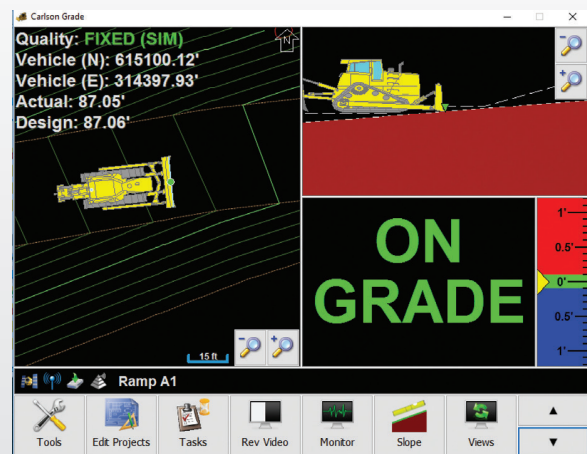 Carlson Grade
Quality: FIXED (SIM)
Vehicle (N): 615100.12'
Vehicle (E): 314397.93'
Actual: 87.05'
Design: 87.06'
N
15 ft
ON
GRADE
1'
0.5'
0'
0.5'
1'
Ramp A1
Tools
Edit Projects
Tasks
Rev Video
Monitor
Slope
Views